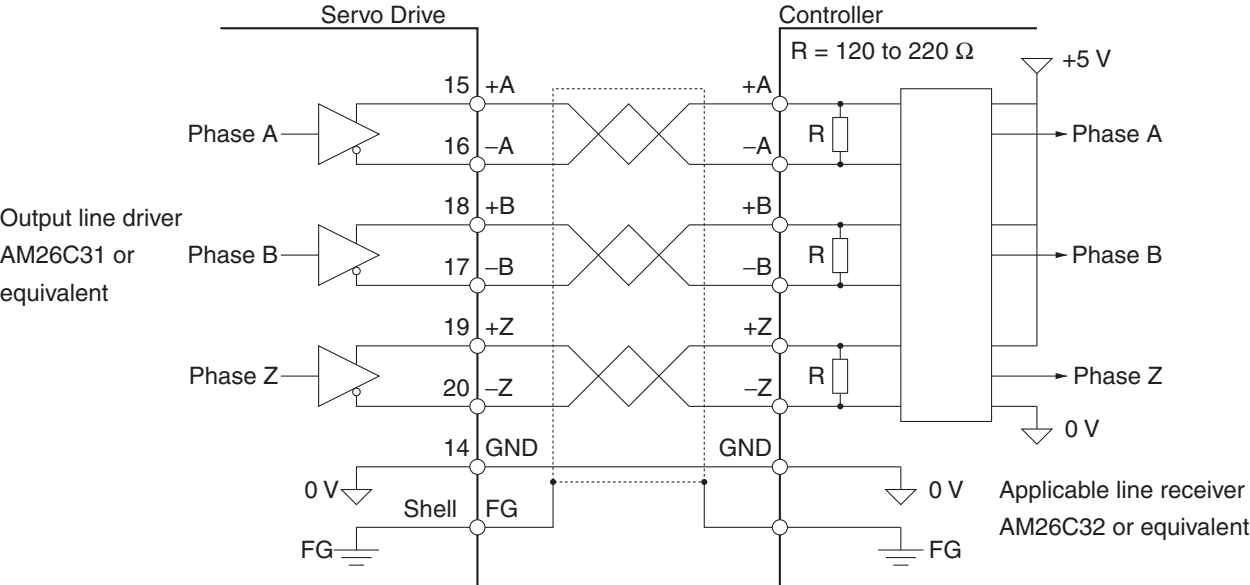 Servo Drive
Controller
R = 120 to 220 Ω
+5 V
15 +A
+A
Phase A
R
Phase A
16 –A
–A
18 +B
+B
Output line driver
AM26C31 or
equivalent
Phase B
R
Phase B
17 –B
–B
19 +Z
+Z
Phase Z
R
Phase Z
20 –Z
–Z
0 V
14 GND
GND
0 V
0 V
Applicable line receiver
AM26C32 or equivalent
Shell FG
FG
FG